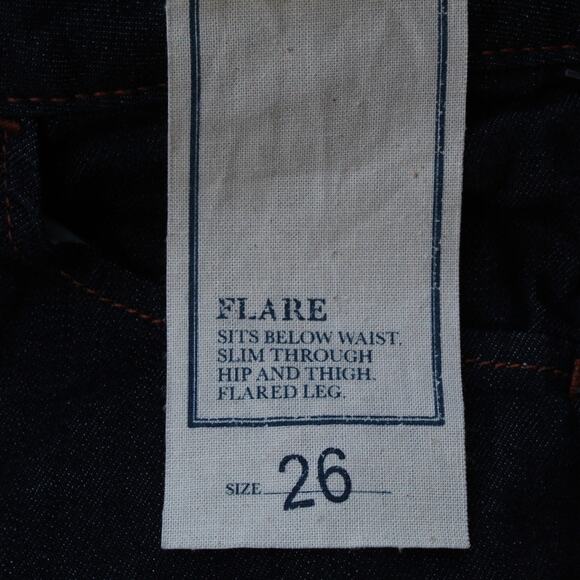 FLARE
SITS BELOW WAIST.
SLIM THROUGH
HIP AND THIGH.
FLARED LEG.
SIZE 26